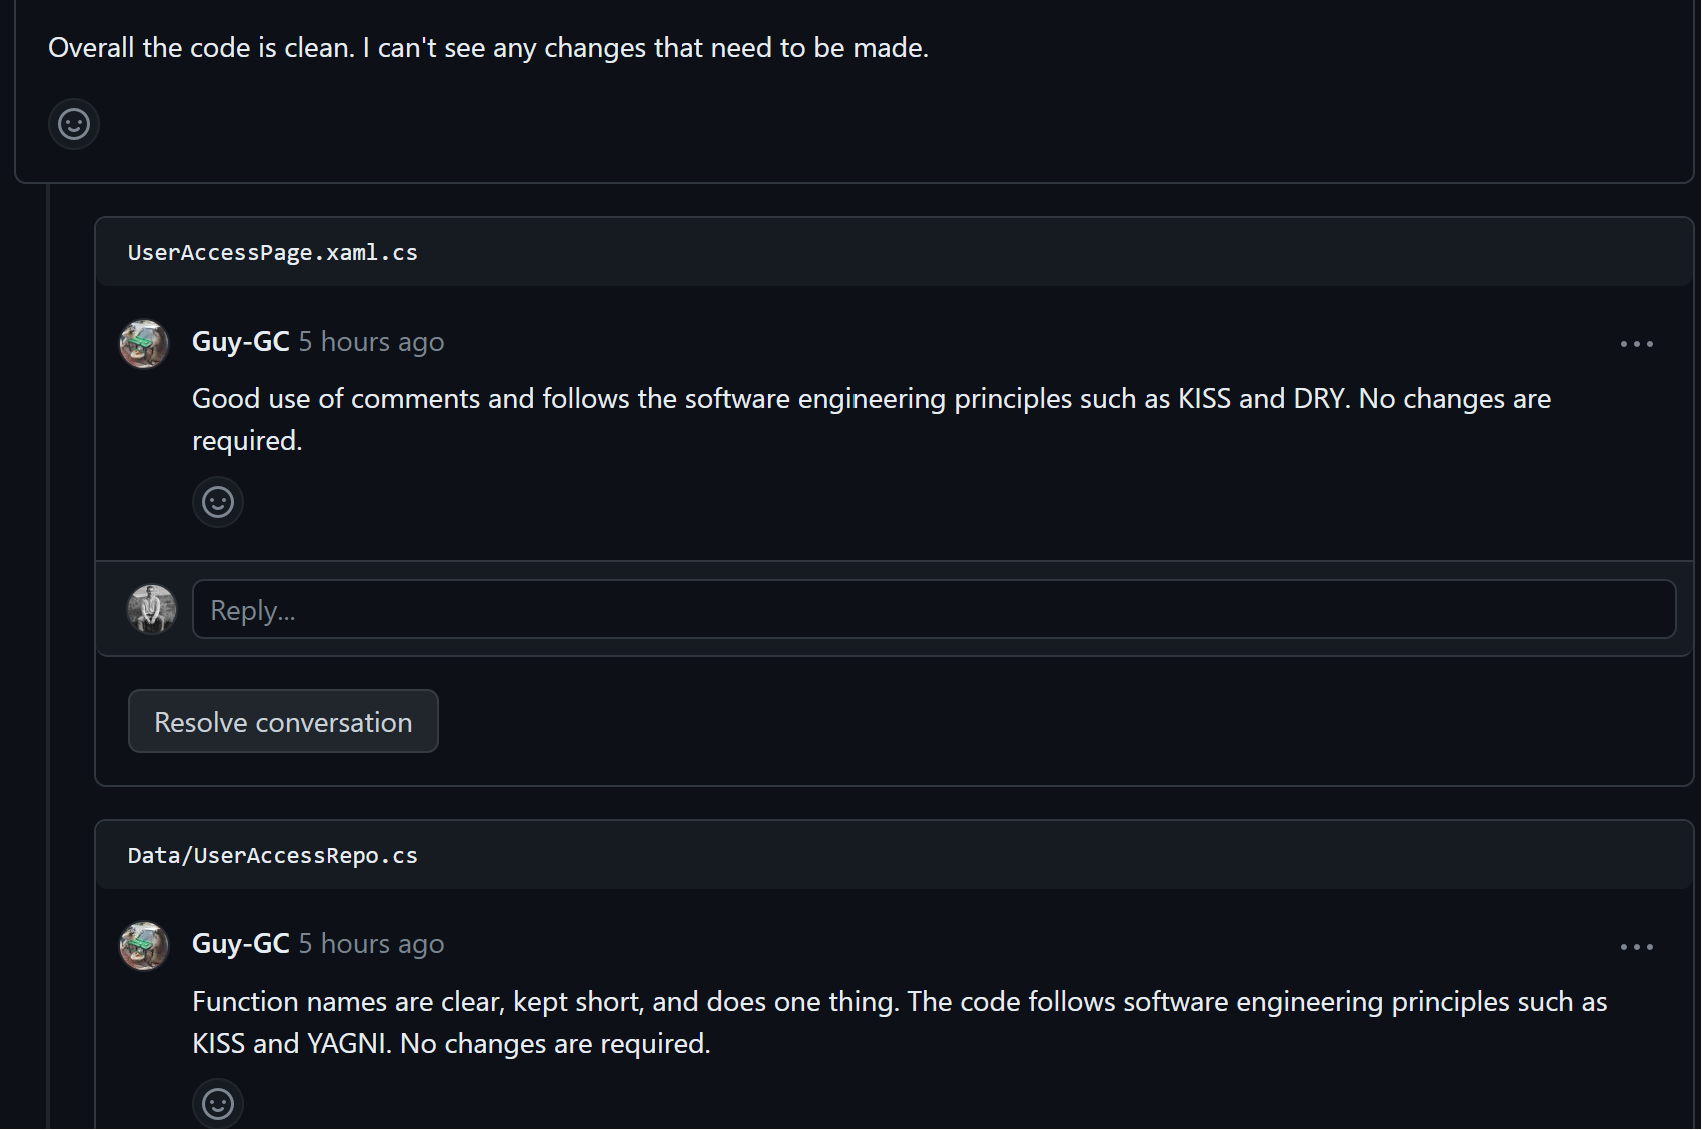 Overall the code is clean. I can't see any changes that need to be made.
UserAccessPage.xaml.cs
Guy-GC 5 hours ago
Good use of comments and follows the software engineering principles such as KISS and DRY. No changes are
required.
Reply...
Resolve conversation
Data/UserAccessRepo.cs
Guy-GC 5 hours ago
Function names are clear, kept short, and does one thing. The code follows software engineering principles such as
KISS and YAGNI. No changes are required.